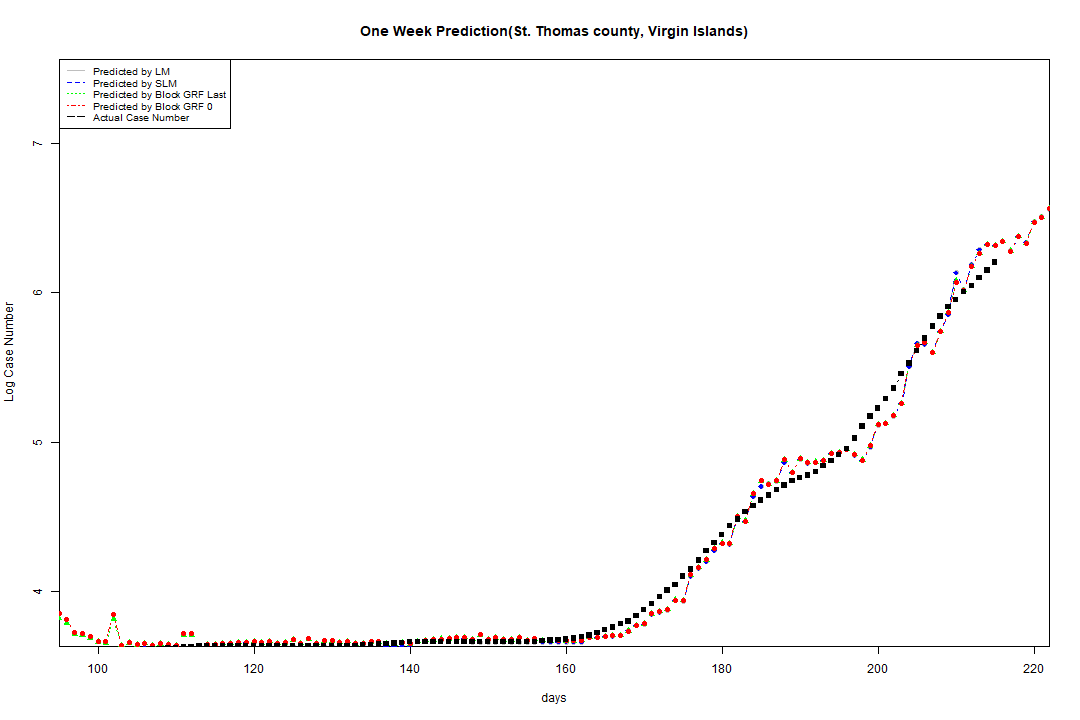 One Week Prediction(St. Thomas county, Virgin Islands)
Predicted by LM
Predicted by SLM
Predicted by Block GRF Last
Predicted by Block GRF 0
Actual Case Number
7
6
5
4
Log Case Number
100 120 140 160 180 200 220
days